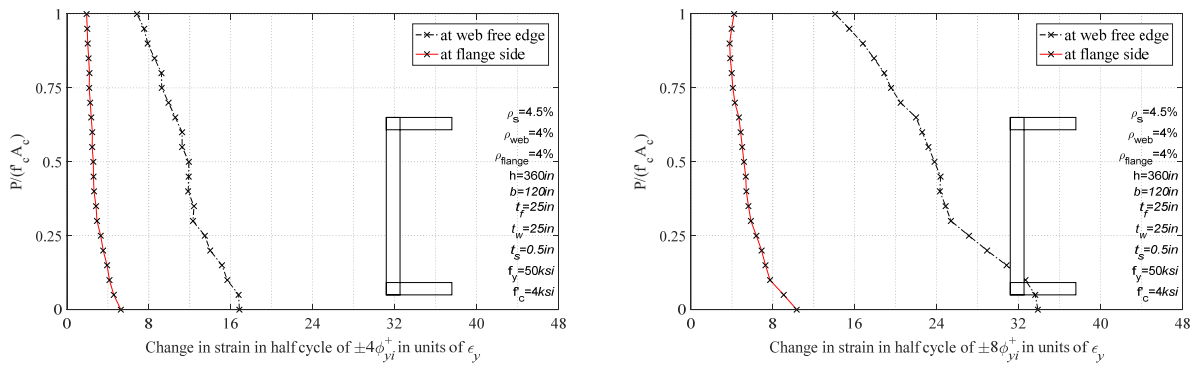 1
0.75
0.5
0.25
0
P/(f'cAc)
at web free edge
at flange side
ρs=4.5%
ρweb=4%
ρflange=4%
h=360in
b=120in
tf=25in
tw=25in
ts=0.5in
fy=50ksi
f'c=4ksi
0 8 16 24 32 40 48
Change in strain in half cycle of ±4ϕ+yi in units of ϵy
1
0.75
0.5
0.25
0
P/(f'cAc)
at web free edge
at flange side
ρs=4.5%
ρweb=4%
ρflange=4%
h=360in
b=120in
tf=25in
tw=25in
ts=0.5in
fy=50ksi
f'c=4ksi
0 8 16 24 32 40 48
Change in strain in half cycle of ±8ϕ+yi in units of ϵy